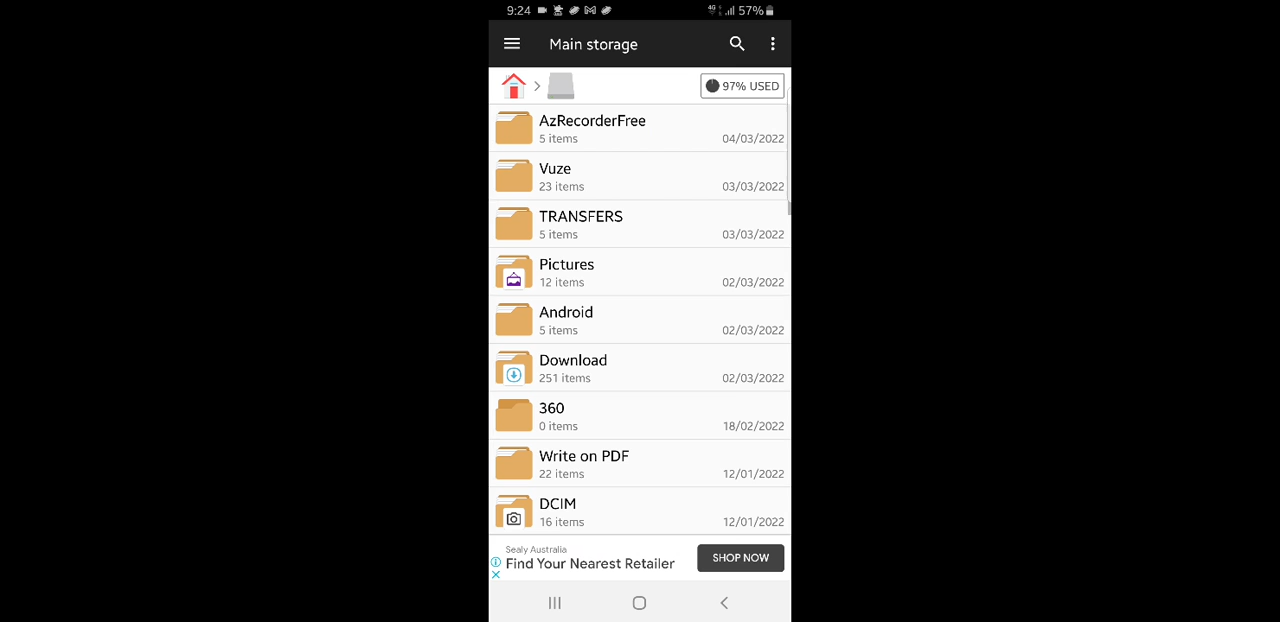 9:24 4G 57%
Main storage
97% USED
AzRecorderFree
5 items 04/03/2022
Vuze
23 items 03/03/2022
TRANSFERS
5 items 03/03/2022
Pictures
12 items 02/03/2022
Android
5 items 02/03/2022
Download
251 items 02/03/2022
360
0 items 18/02/2022
Write on PDF
22 items 12/01/2022
DCIM
16 items 12/01/2022
Sealy Australia
Find Your Nearest Retailer
SHOP NOW